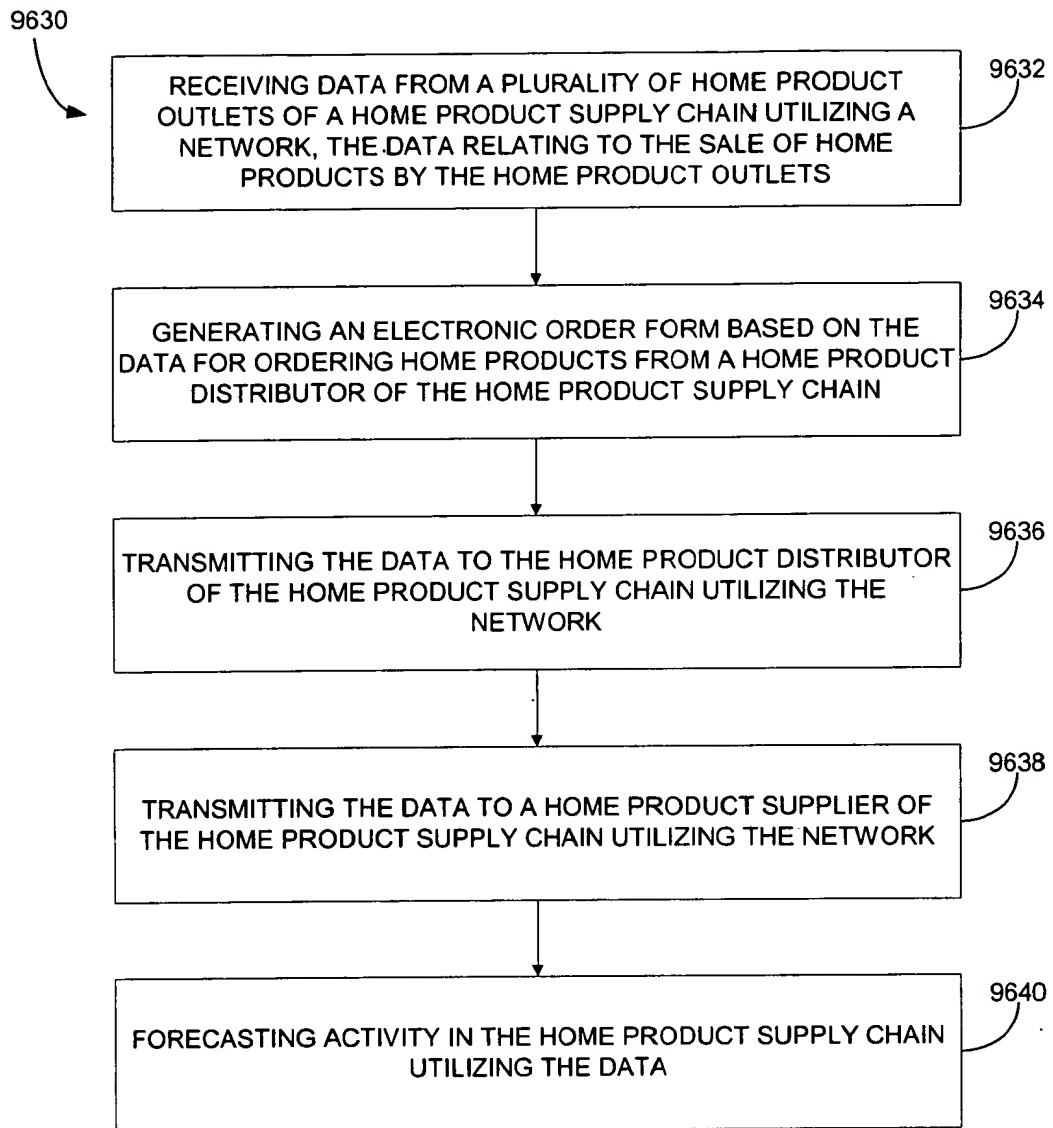 9630
RECEIVING DATA FROM A PLURALITY OF HOME PRODUCT
OUTLETS OF A HOME PRODUCT SUPPLY CHAIN UTILIZING A
NETWORK, THE DATA RELATING TO THE SALE OF HOME
PRODUCTS BY THE HOME PRODUCT OUTLETS
9632
GENERATING AN ELECTRONIC ORDER FORM BASED ON THE
DATA FOR ORDERING HOME PRODUCTS FROM A HOME PRODUCT
DISTRIBUTOR OF THE HOME PRODUCT SUPPLY CHAIN
9634
TRANSMITTING THE DATA TO THE HOME PRODUCT DISTRIBUTOR
OF THE HOME PRODUCT SUPPLY CHAIN UTILIZING THE
NETWORK
9636
TRANSMITTING THE DATA TO A HOME PRODUCT SUPPLIER OF
THE HOME PRODUCT SUPPLY CHAIN UTILIZING THE NETWORK
9638
FORECASTING ACTIVITY IN THE HOME PRODUCT SUPPLY CHAIN
UTILIZING THE DATA
9640